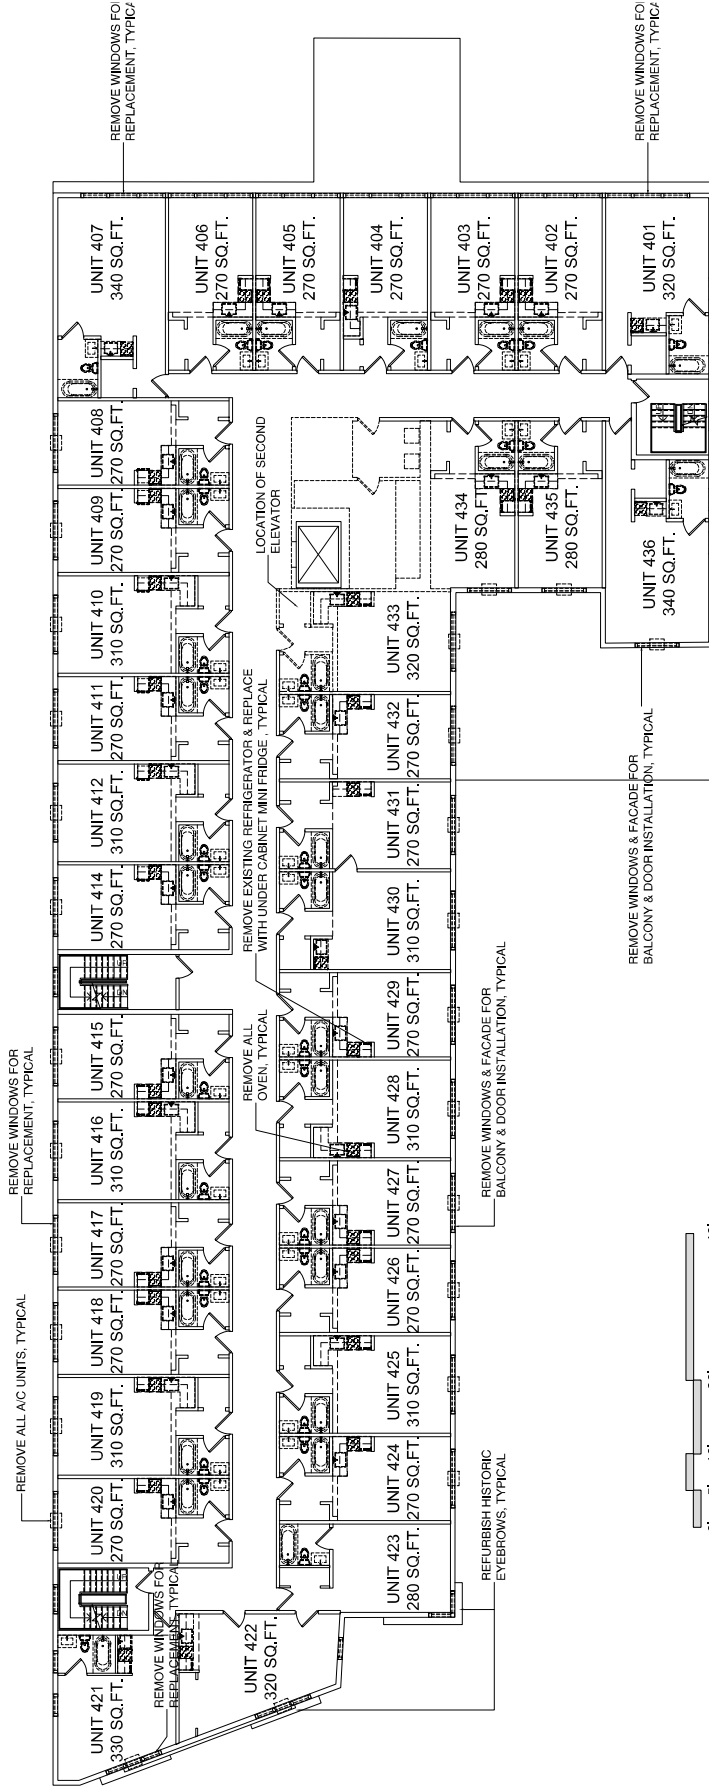 REMOVE WINDOWS FOR
REPLACEMENT, TYPICAL
REMOVE ALL A/C UNITS, TYPICAL
REMOVE WINDOWS FO
REPLACEMENT, TYPICA
UNIT 421
330 SQ.FT.
UNIT 420
270 SQ.FT.
UNIT 419
310 SQ.FT.
UNIT 418
270 SQ.FT.
UNIT 417
270 SQ.FT.
UNIT 416
310 SQ.FT.
UNIT 415
270 SQ.FT.
UNIT 414
270 SQ.FT.
UNIT 412
310 SQ.FT.
UNIT 411
270 SQ.FT.
UNIT 410
310 SQ.FT.
UNIT 409
270 SQ.FT.
UNIT 408
270 SQ.FT.
UNIT 407
340 SQ.FT.
UNIT 406
270 SQ.FT.
UNIT 405
270 SQ.FT.
UNIT 404
270 SQ.FT.
UNIT 403
270 SQ.FT.
UNIT 402
270 SQ.FT.
UNIT 401
320 SQ.FT.
REMOVE WINDOWS FOR
REPLACEMENT, TYPICAL
REMOVE ALL
OVEN, TYPICAL
REMOVE EXISTING REFRIGERATOR & REPLACE
WITH UNDER CABINET MINI FRIDGE , TYPICAL
LOCATION OF SECOND
ELEVATOR
UNIT 422
320 SQ.FT.
UNIT 423
280 SQ.FT.
UNIT 424
270 SQ.FT.
UNIT 425
310 SQ.FT.
UNIT 426
270 SQ.FT.
UNIT 427
270 SQ.FT.
UNIT 428
310 SQ.FT.
UNIT 429
270 SQ.FT.
UNIT 430
310 SQ.FT.
UNIT 431
270 SQ.FT.
UNIT 432
270 SQ.FT.
UNIT 433
320 SQ.FT.
UNIT 434
280 SQ.FT.
UNIT 435
280 SQ.FT.
UNIT 436
340 SQ.FT.
REFURBISH HISTORIC
EYEBROWS, TYPICAL
REMOVE WINDOWS & FACADE FOR
BALCONY & DOOR INSTALLATION, TYPICAL
REMOVE WINDOWS & FACADE FOR
BALCONY & DOOR INSTALLATION, TYPICAL
REMOVE WINDOWS FO
REPLACEMENT, TYPICA